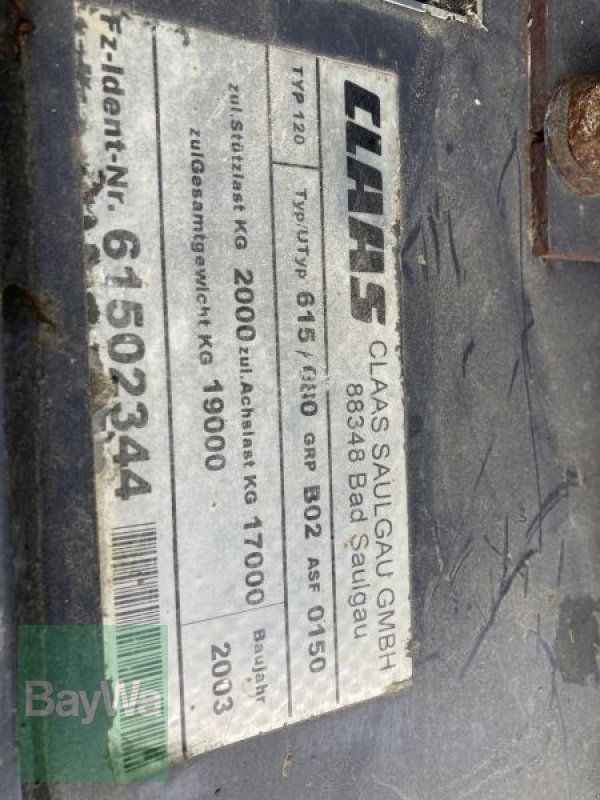 CLAAS
CLAAS SAULGAU GMBH
88348 Bad Saulgau
TYP 120 Typ/UTyp 615/080 GRP B02 ASF 0150
zul.Stützlast KG 2000 zul.Achslast KG 17000 Baujahr
zulGesamtgewicht KG 19000 2003
Fz-Ident-Nr. 61502344
BayWa